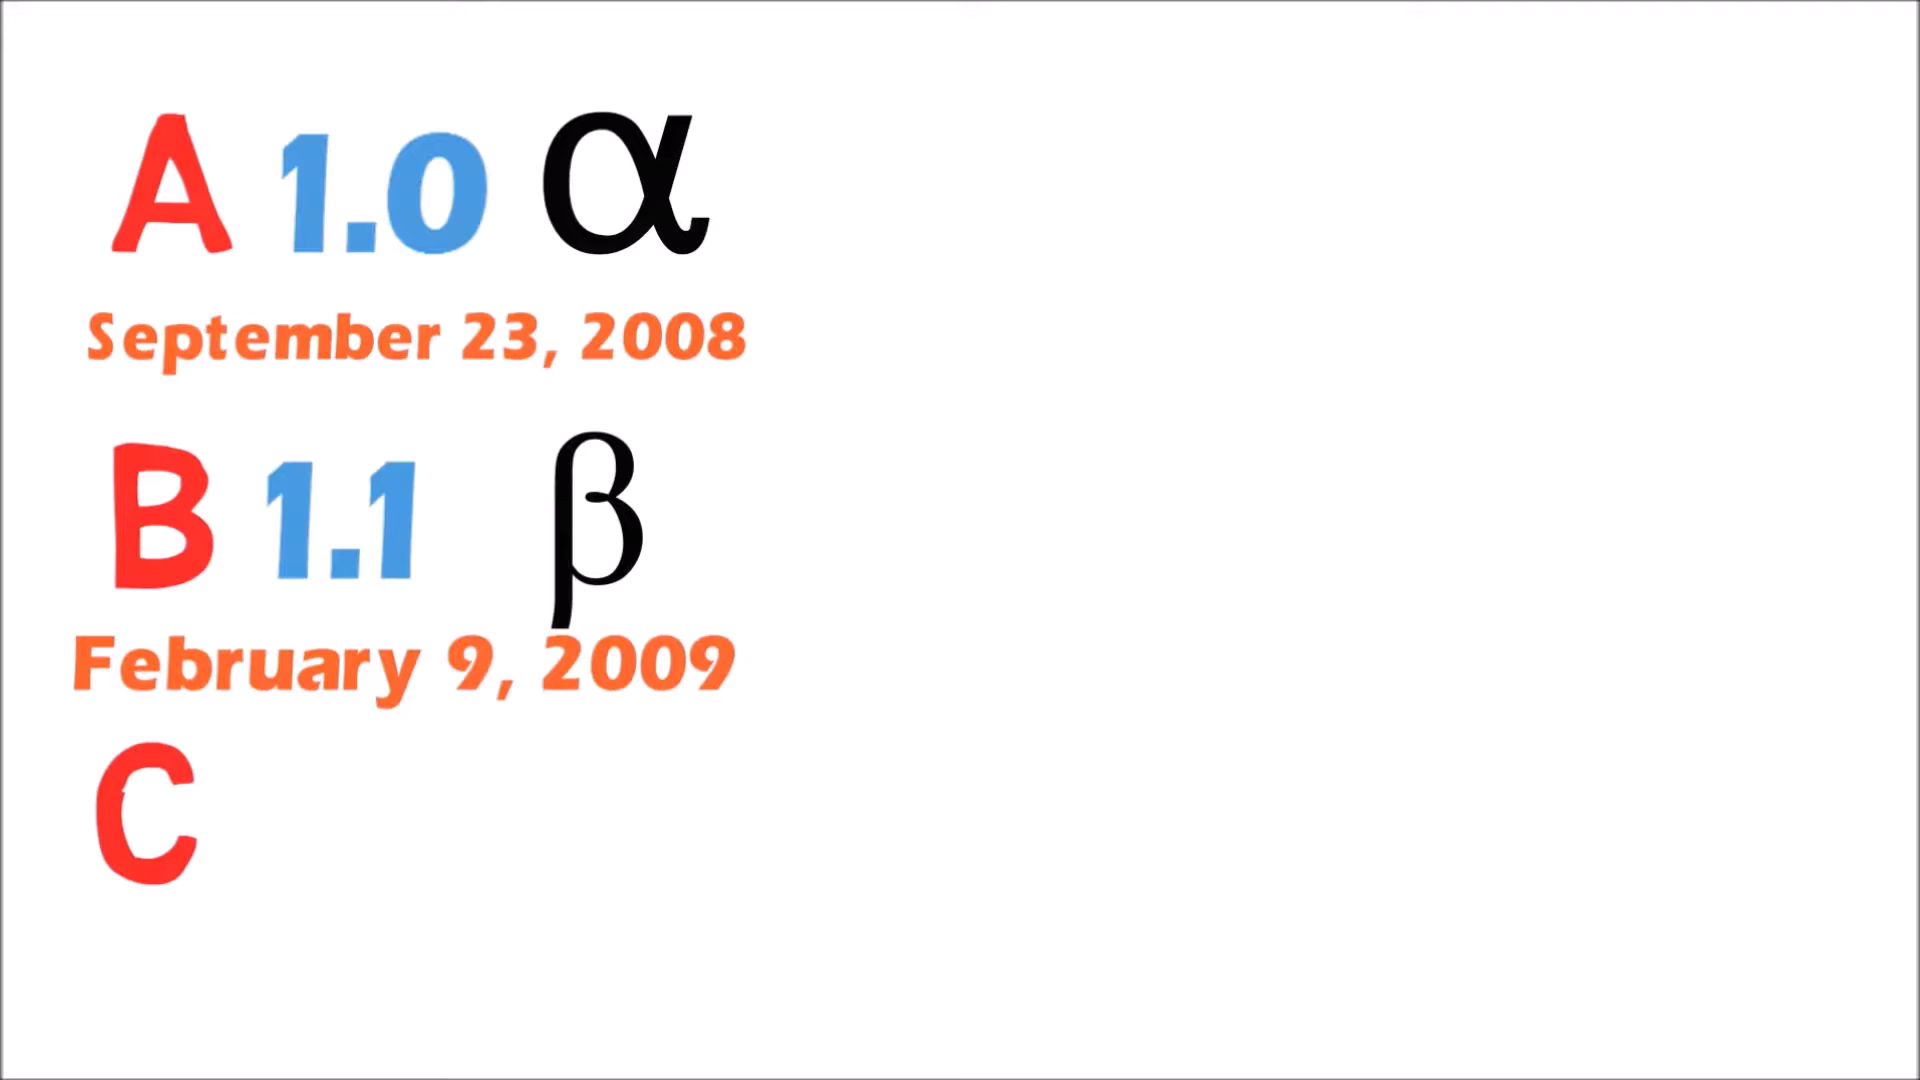 A 1.0 α
September 23, 2008
B 1.1 β
February 9, 2009
C